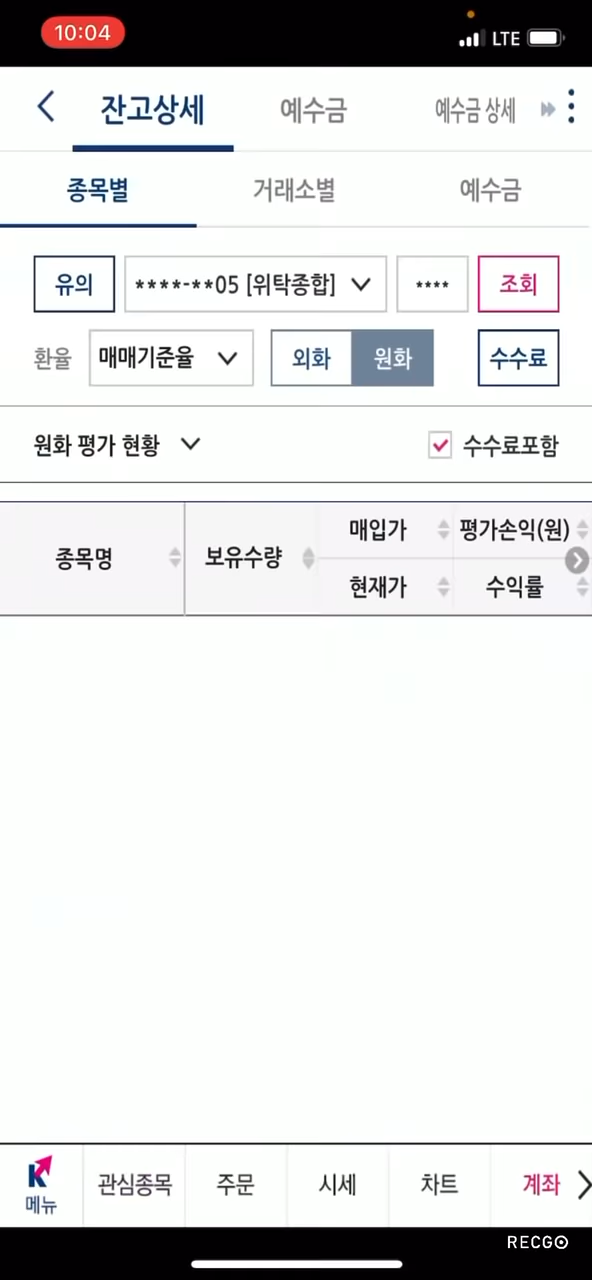 10:04 LTE
잔고상세 예수금 예수금 상세
종목별 거래소별 예수금
유의 ****-**05 [위탁종합] **** 조회
환율 매매기준율 외화 원화 수수료
원화 평가 현황 수수료포함
종목명 보유수량 매입가 평가손익(원)
현재가 수익률
K
메뉴 관심종목 주문 시세 차트 계좌
RECGO